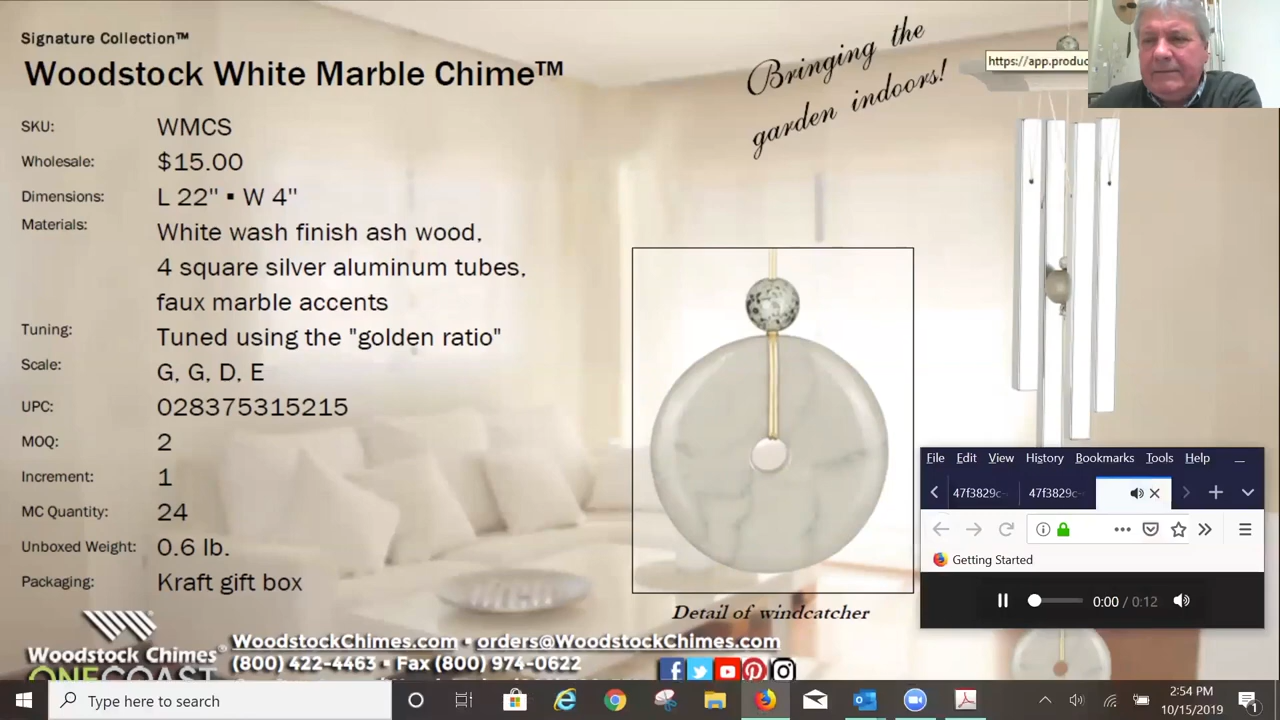 Signature Collection™
Woodstock White Marble Chime™
Bringing the
garden indoors!
https://app.produc
SKU: WMCS
Wholesale: $15.00
Dimensions: L 22" ▪ W 4"
Materials: White wash finish ash wood,
4 square silver aluminum tubes,
faux marble accents
Tuning: Tuned using the "golden ratio"
Scale: G, G, D, E
UPC: 028375315215
MOQ: 2
Increment: 1
MC Quantity: 24
Unboxed Weight: 0.6 lb.
Packaging: Kraft gift box
Detail of windcatcher
File Edit View History Bookmarks Tools Help
47f3829c- 47f3829c-
Getting Started
0:00 / 0:12
Woodstock Chimes®
ONE COAST
WoodstockChimes.com ▪ orders@WoodstockChimes.com
(800) 422-4463 ▪ Fax (800) 974-0622
Type here to search
2:54 PM
10/15/2019
1